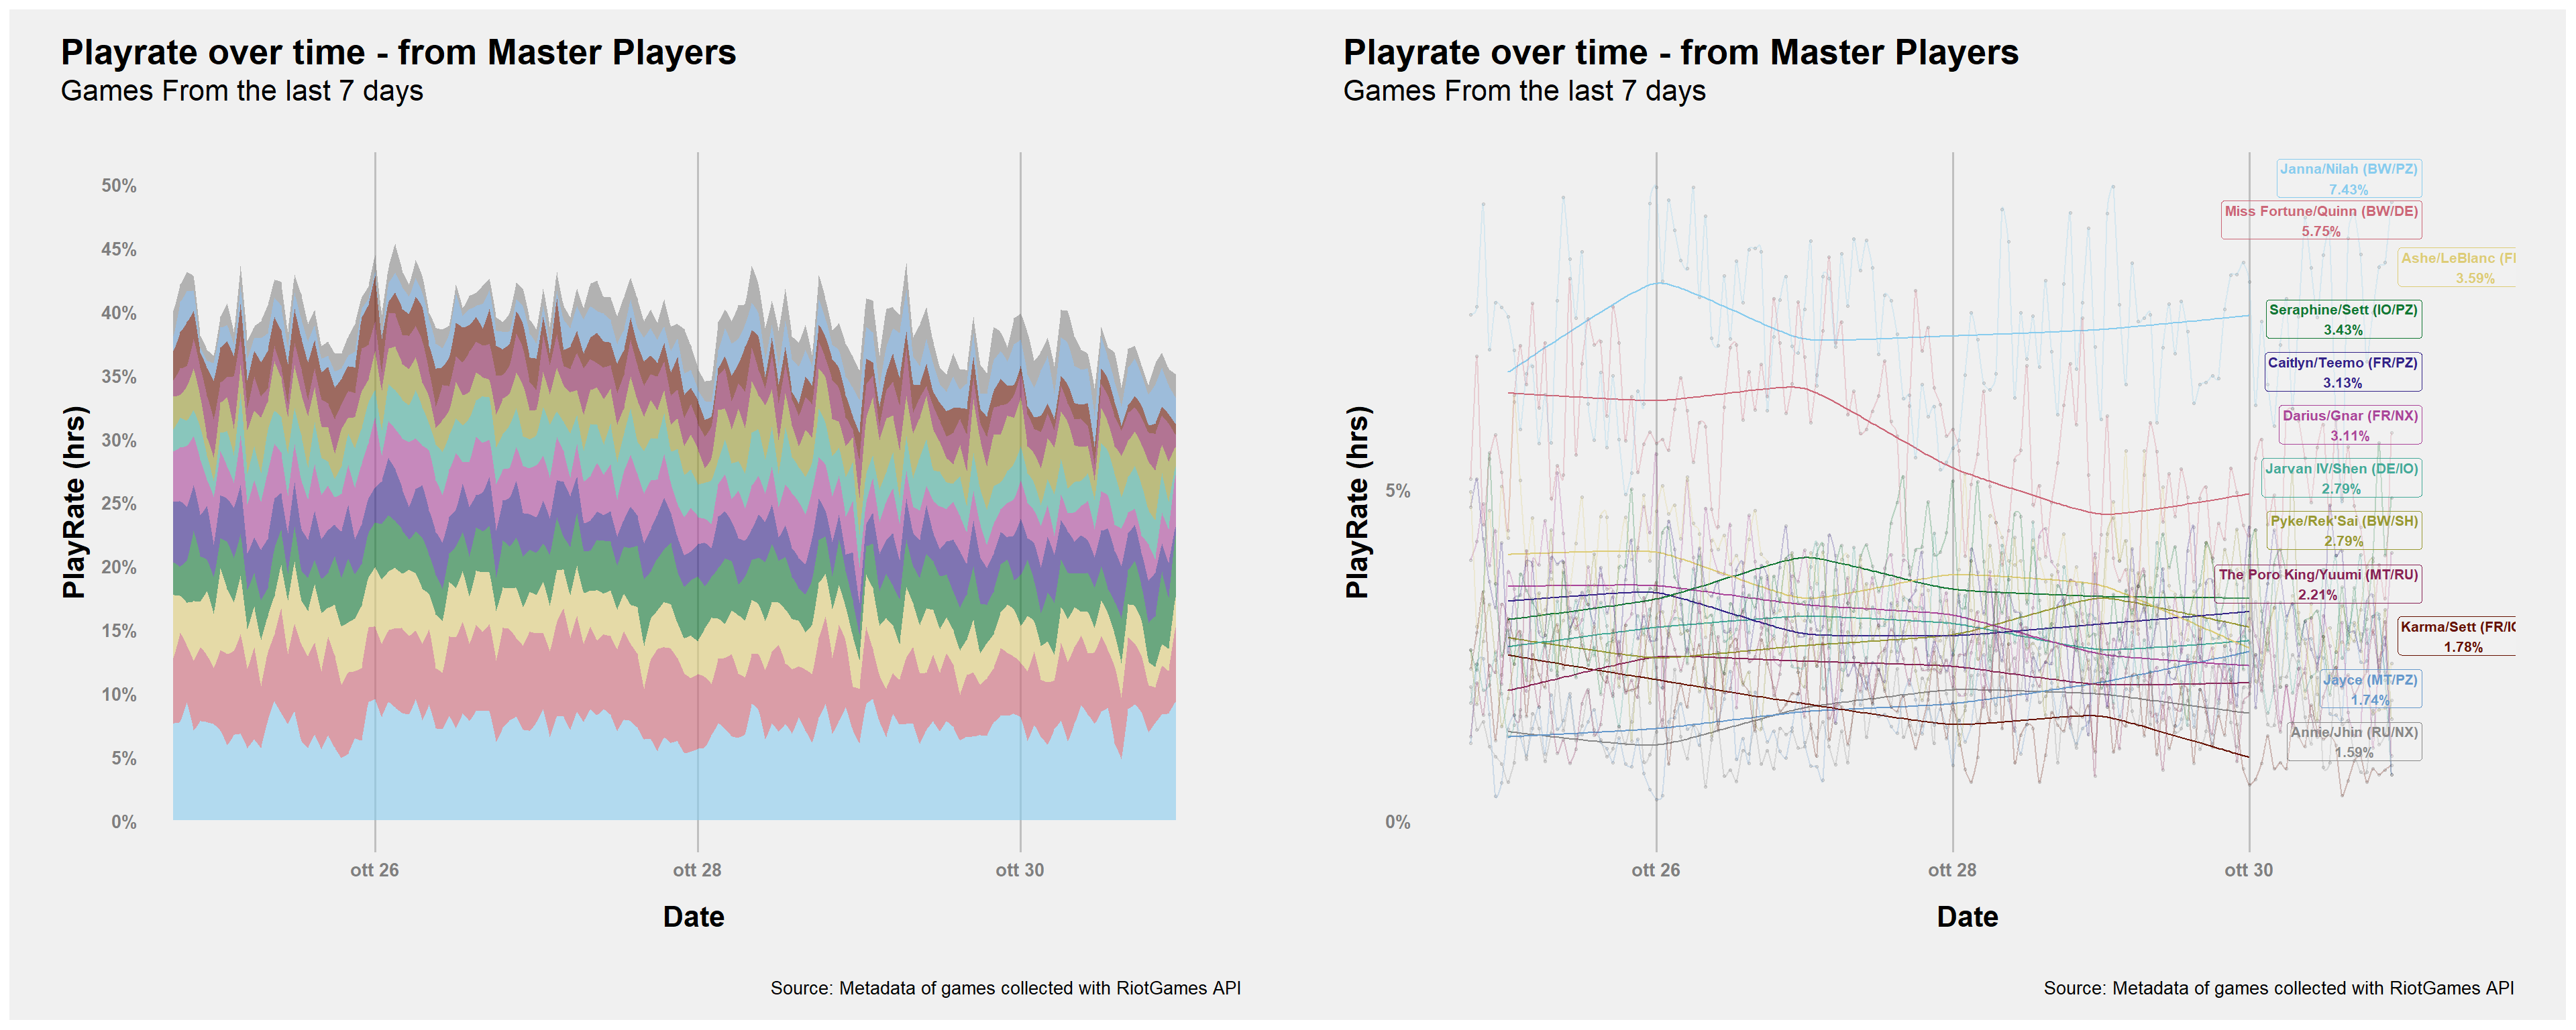 Playrate over time - from Master Players
Games From the last 7 days
PlayRate (hrs)
50%
45%
40%
35%
30%
25%
20%
15%
10%
5%
0%
ott 26
ott 28
ott 30
Date
Source: Metadata of games collected with RiotGames API
Playrate over time - from Master Players
Games From the last 7 days
PlayRate (hrs)
5%
0%
Janna/Nilah (BW/PZ)
7.43%
Miss Fortune/Quinn (BW/DE)
5.75%
Ashe/LeBlanc
3.59%
Seraphine/Sett (IO/PZ)
3.43%
Caitlyn/Teemo (FR/PZ)
3.13%
Darius/Gnar (FR/NX)
3.11%
Jarvan IV/Shen (DE/IO)
2.79%
Pyke/Rek'Sai (BW/SH)
2.79%
The Poro King/Yuumi (MT/RU)
2.21%
Karma/Sett
1.78%
Jayce (MT/PZ)
1.74%
Annie/Jhin (RU/NX)
1.59%
ott 26
ott 28
ott 30
Date
Source: Metadata of games collected with RiotGames API